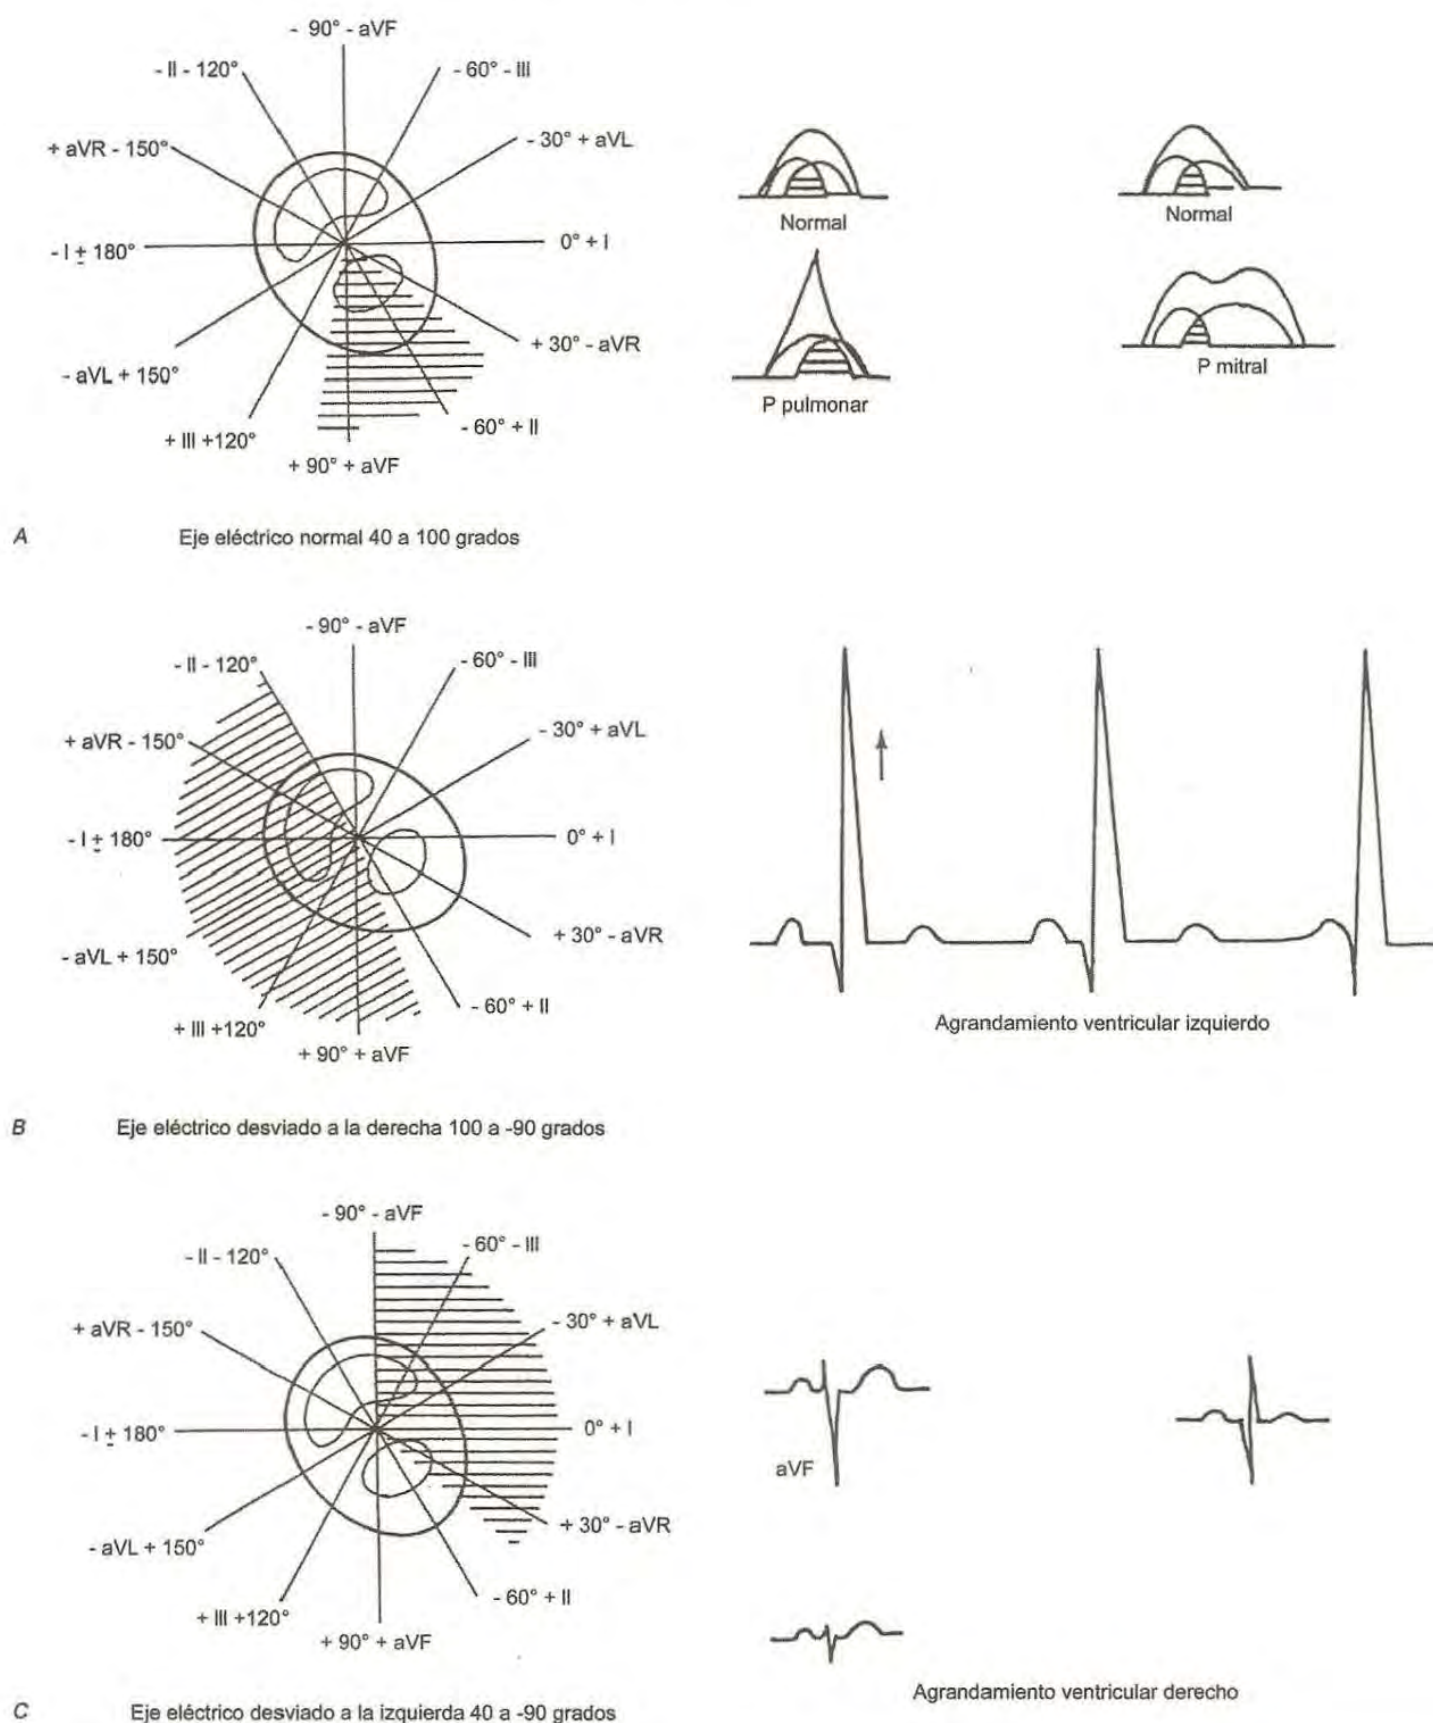 - 90° - aVF
- II - 120°
- 60° - III
+ aVR - 150°
- 30° + aVL
- I ± 180°
0° + I
- aVL + 150°
+ 30° - aVR
+ III +120°
- 60° + II
+ 90° + aVF
Normal
Normal
P pulmonar
P mitral
A Eje eléctrico normal 40 a 100 grados
- 90° - aVF
- II - 120°
- 60° - III
+ aVR - 150°
- 30° + aVL
- I ± 180°
0° + I
- aVL + 150°
+ 30° - aVR
+ III +120°
- 60° + II
+ 90° + aVF
Agrandamiento ventricular izquierdo
B Eje eléctrico desviado a la derecha 100 a -90 grados
- 90° - aVF
- II - 120°
- 60° - III
+ aVR - 150°
- 30° + aVL
- I ± 180°
0° + I
- aVL + 150°
+ 30° - aVR
+ III +120°
- 60° + II
+ 90° + aVF
aVF
Agrandamiento ventricular derecho
C Eje eléctrico desviado a la izquierda 40 a -90 grados